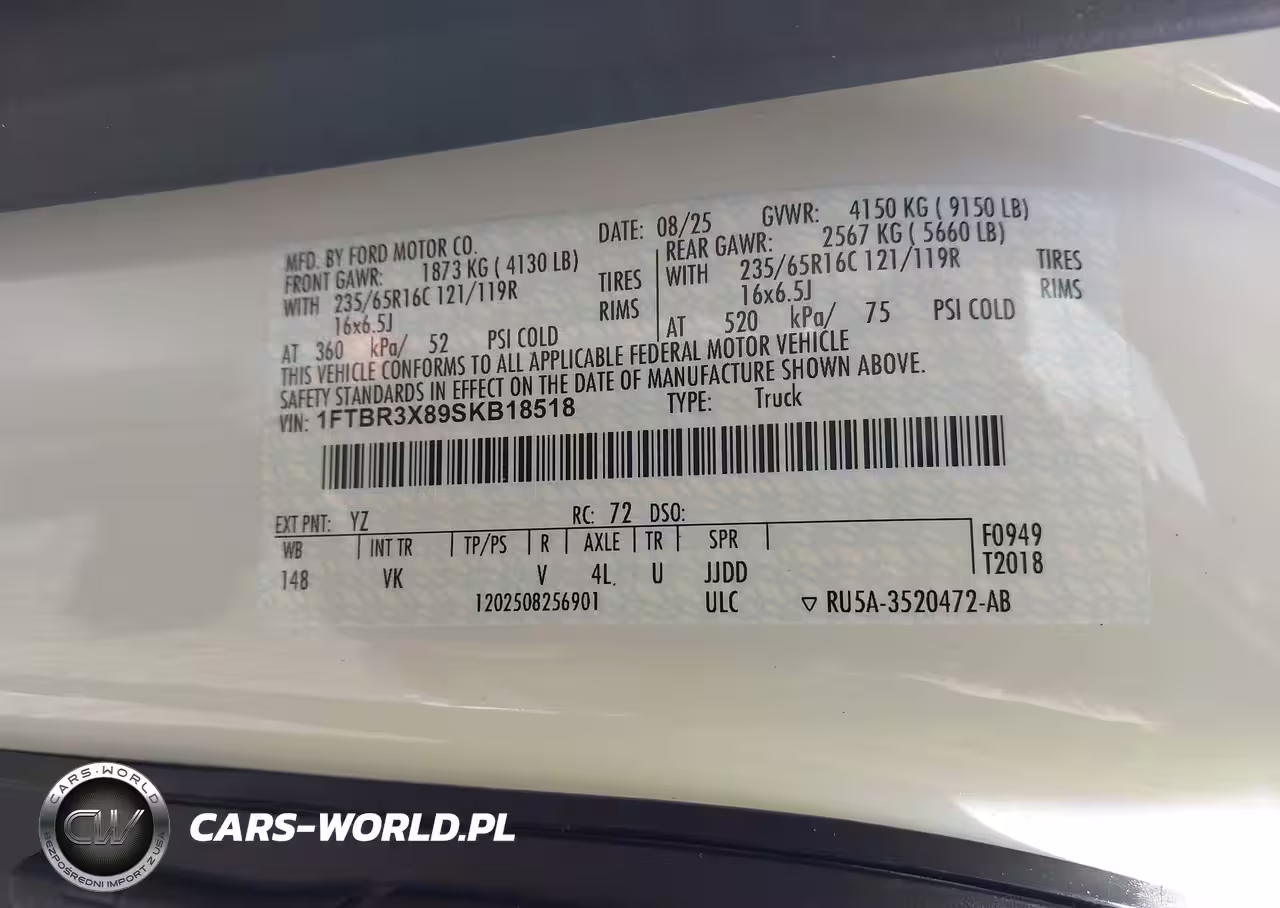 MFD. BY FORD MOTOR CO. DATE: 08/25 GVWR: 4150 KG ( 9150 LB)
FRONT GAWR: 1873 KG ( 4130 LB) REAR GAWR: 2567 KG ( 5660 LB)
WITH 235/65R16C 121/119R TIRES WITH 235/65R16C 121/119R TIRES
16x6.5J RIMS 16x6.5J RIMS
AT 360 kPa/ 52 PSI COLD AT 520 kPa/ 75 PSI COLD
THIS VEHICLE CONFORMS TO ALL APPLICABLE FEDERAL MOTOR VEHICLE
SAFETY STANDARDS IN EFFECT ON THE DATE OF MANUFACTURE SHOWN ABOVE.
VIN: 1FTBR3X89SKB18518 TYPE: Truck
EXT PNT: YZ RC: 72 DSO:
WB INT TR TP/PS R AXLE TR SPR F0949
148 VK V 4L U JJDD T2018
1202508256901 ULC ▽ RU5A-3520472-AB
CARS-WORLD
CW
BEZPOŚREDNI IMPORT Z USA
CARS-WORLD.PL